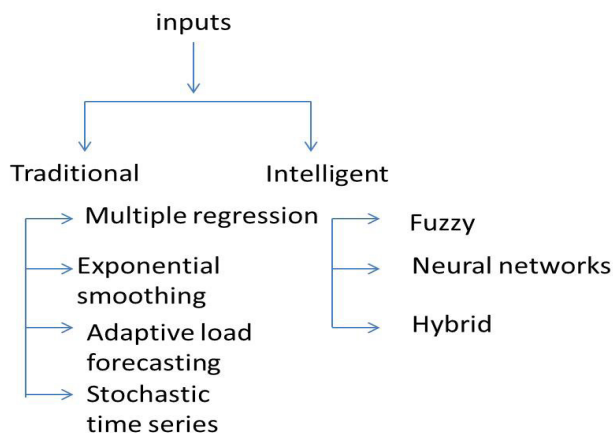 inputs
Traditional
Multiple regression
Exponential
smoothing
Adaptive load
forecasting
Stochastic
time series
Intelligent
Fuzzy
Neural networks
Hybrid